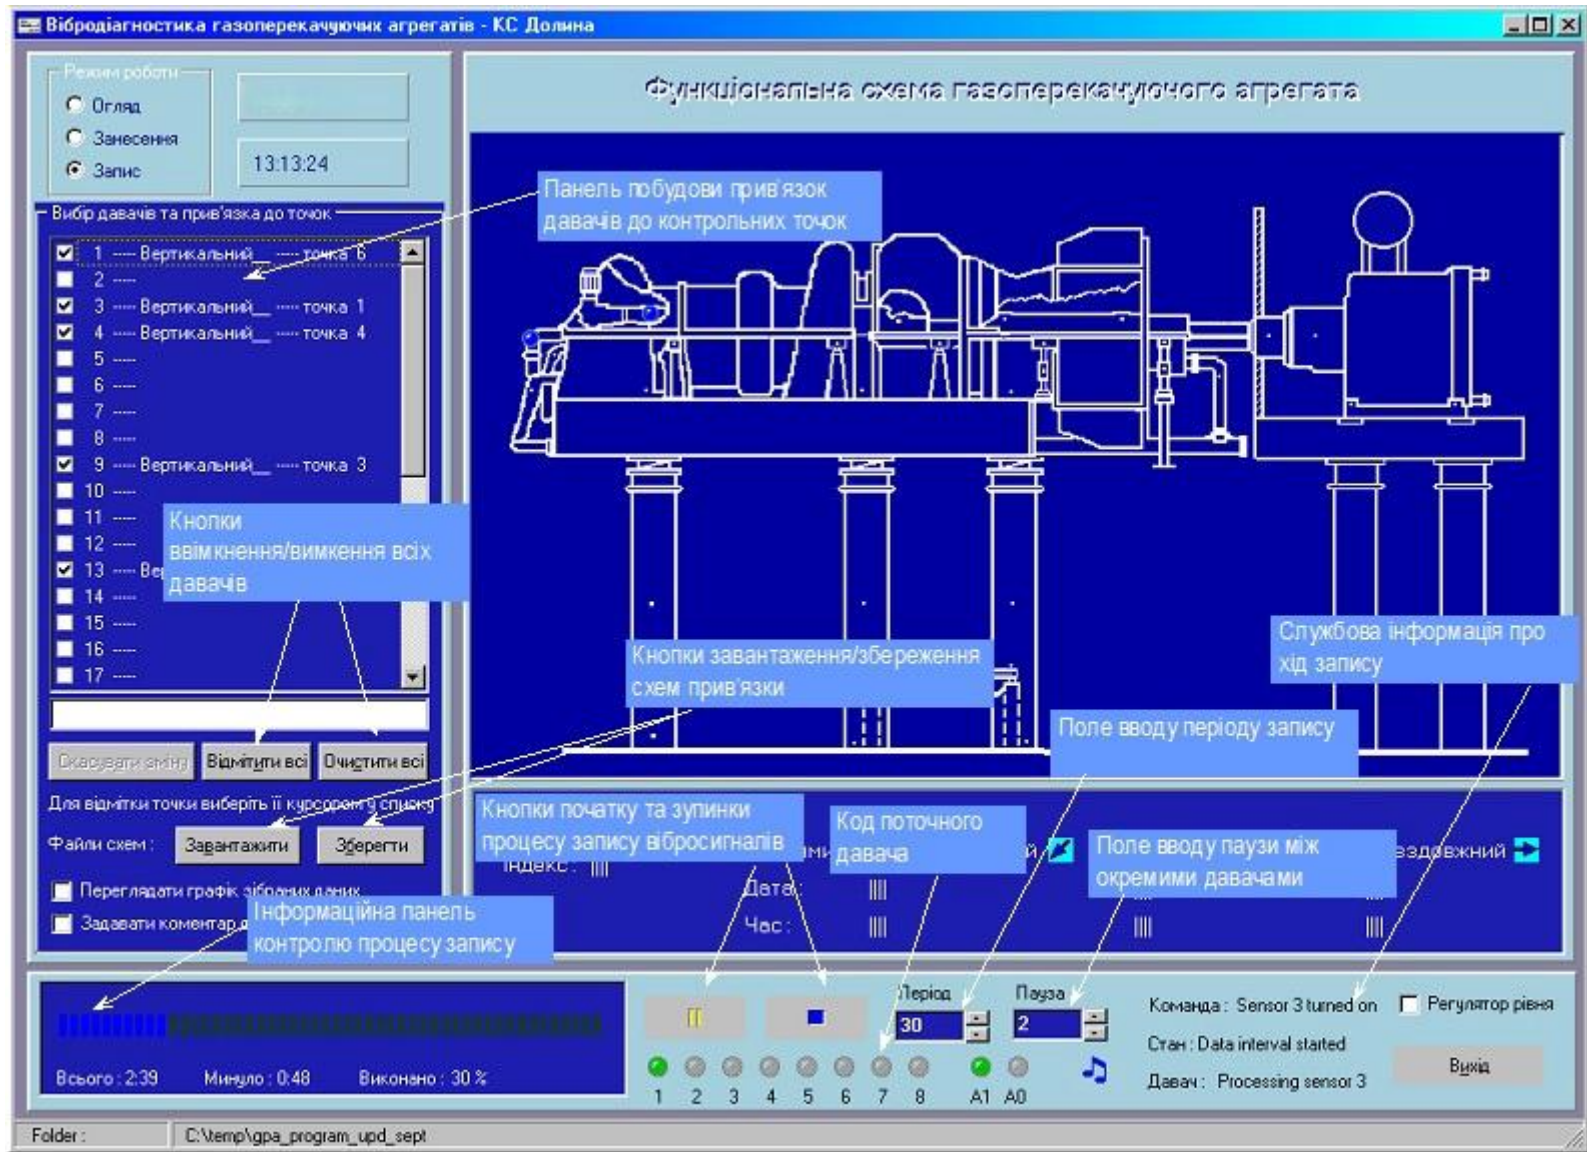 Вібродіагностика газоперекачуючих агрегатів - КС Долина
Режим роботи
Огляд
Занесення
Запис
13:13:24
Функціональна схема газоперекачуючого агрегата
Панель побудови прив'язок
давачів до контрольних точок
Вибір давачів та прив'язка до точок
1 ---- Вертикальний__ ---- точка 6
2 ----
3 ---- Вертикальний__ ---- точка 1
4 ---- Вертикальний__ ---- точка 4
5 ----
6 ----
7 ----
8 ----
9 ---- Вертикальний__ ---- точка 3
10 ----
11 ----
12 ----
13 ----
14 ----
15 ----
16 ----
17 ----
Кнопки
ввімкнення/вимкення всіх
давачів
Кнопки завантаження/збереження
схем прив'язки
Службова інформація про
хід запису
Поле вводу періоду запису
Скасувати зміну
Відмітити всі
Очистити всі
Для відмітки точки виберіть її курсором у списку
Файли схем :
Завантажити
Зберегти
Переглядати графік зібраних даних
Задавати коментар
Інформаційна панель
контролю процесу запису
Кнопки початку та зупинки
процесу запису вібросигналів
Код поточного
давача
Поле вводу паузи між
окремими давачами
Індекс :
Дата :
Час :
Всього : 2:39 Минуло : 0:48 Виконано : 30 %
Період
30
Пауза
2
1 2 3 4 5 6 7 8 A1 A0
Команда : Sensor 3 turned on
Стан : Data interval started
Давач : Processing sensor 3
Регулятор рівня
Вихід
Folder : C:\temp\gpa_program_upd_sept